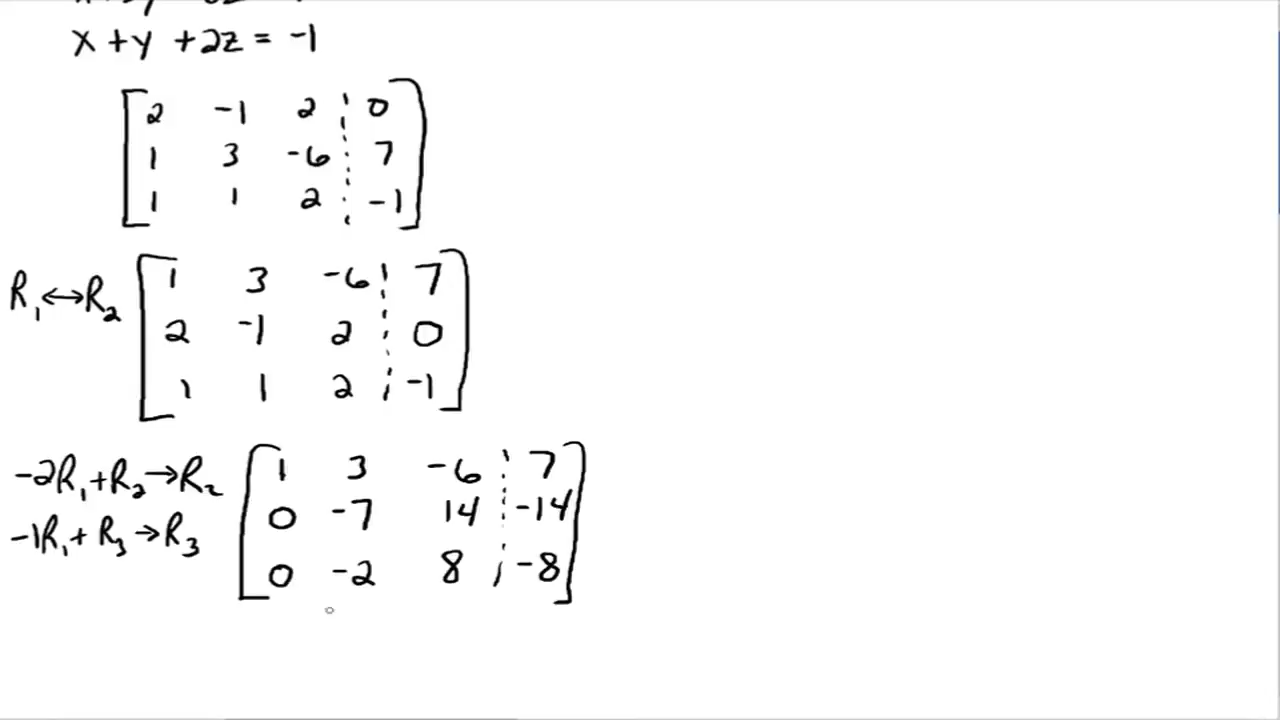 x + y + 2z = -1
2 -1 2 0
1 3 -6 7
1 1 2 -1
R₁ ↔ R₂
1 3 -6 7
2 -1 2 0
1 1 2 -1
-2R₁ + R₂ → R₂
-1R₁ + R₃ → R₃
1 3 -6 7
0 -7 14 -14
0 -2 8 -8